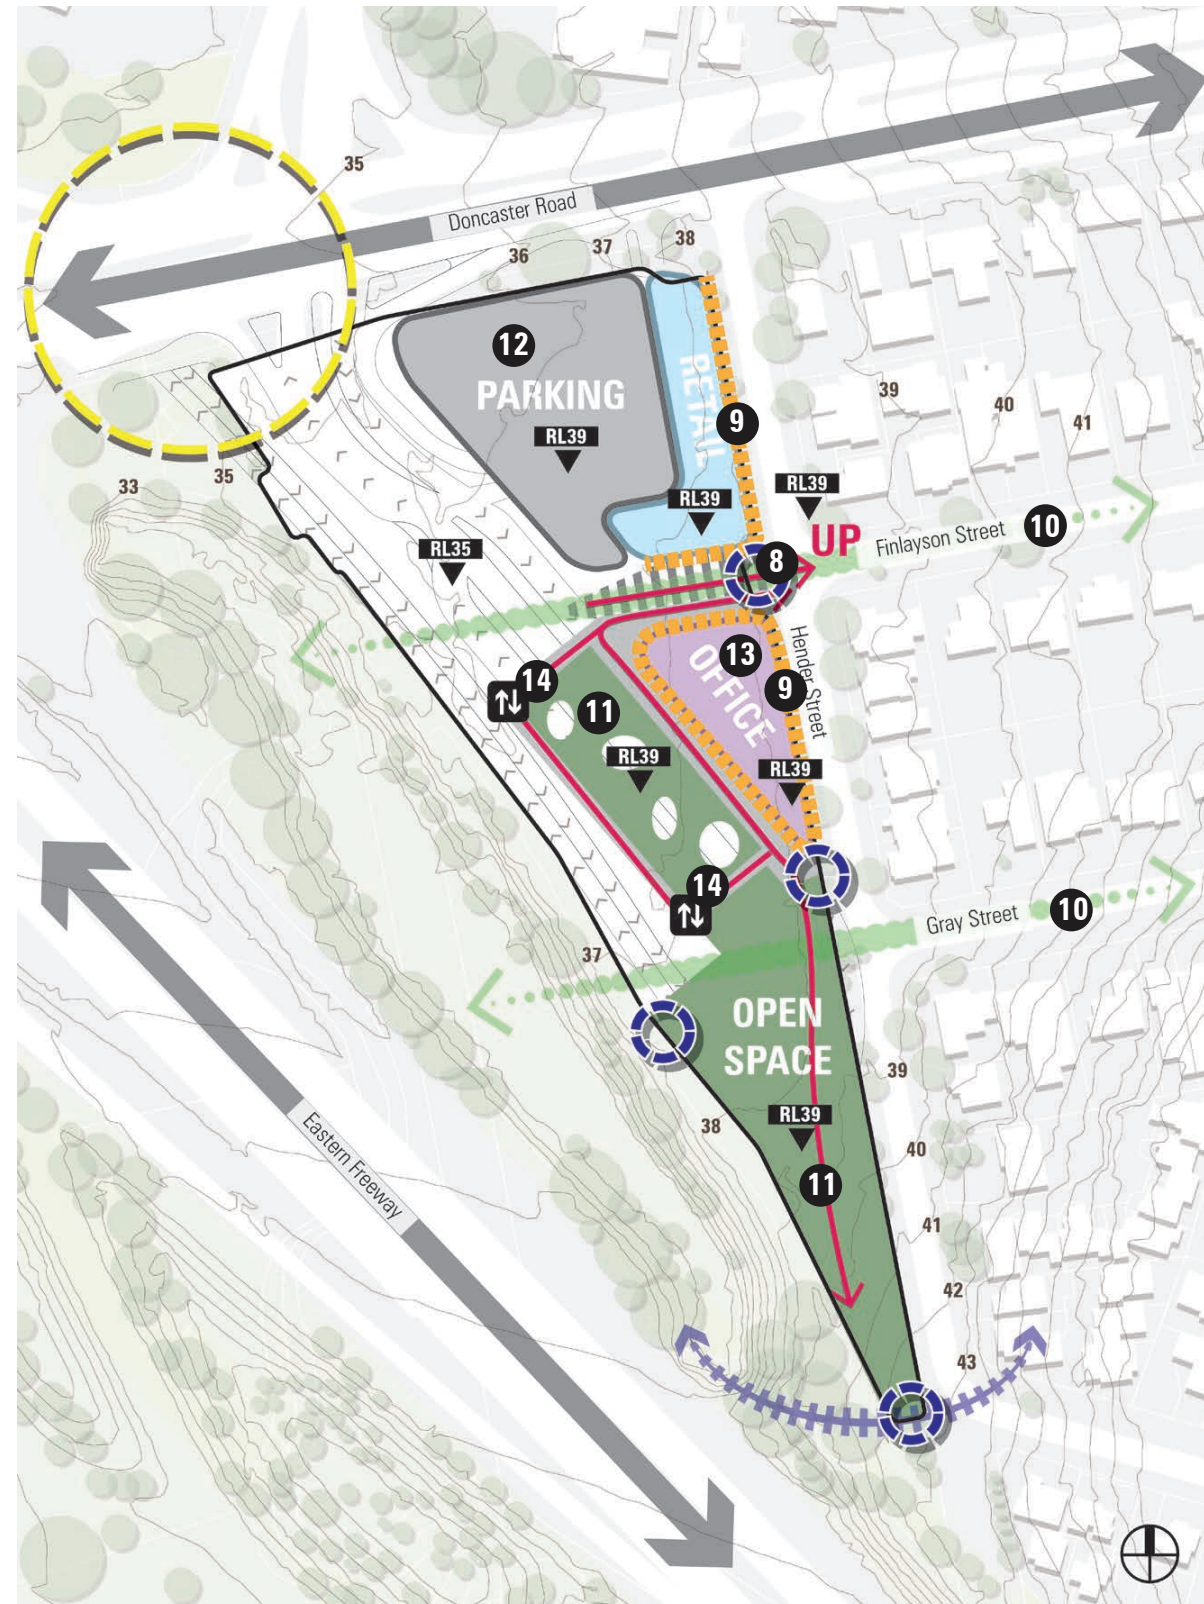 35
Doncaster Road
36
37
38
12
PARKING
RL39
RETAIL
9
RL39
RL39
39
40
41
33
35
RL35
8
UP
Finlayson Street
10
14
11
RL39
13
OFFICE
9
Hender Street
RL39
14
Gray Street
10
37
OPEN
SPACE
39
RL39
38
40
11
41
42
43
Eastern Freeway